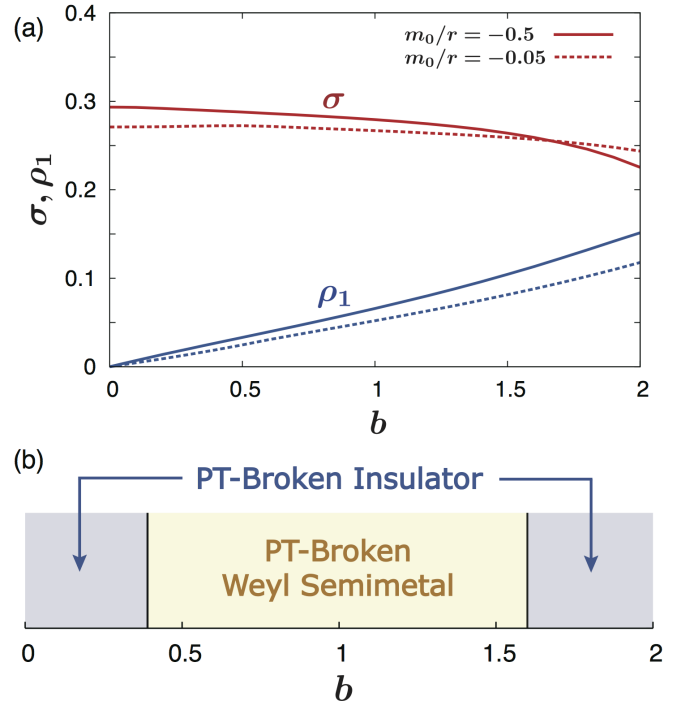 (a)
0.4
0.3
0.2
0.1
0
σ, ρ₁
m₀/r = −0.5
m₀/r = −0.05
σ
ρ₁
0 0.5 1 1.5 2
b
(b)
PT-Broken Insulator
PT-Broken
Weyl Semimetal
0 0.5 1 1.5 2
b